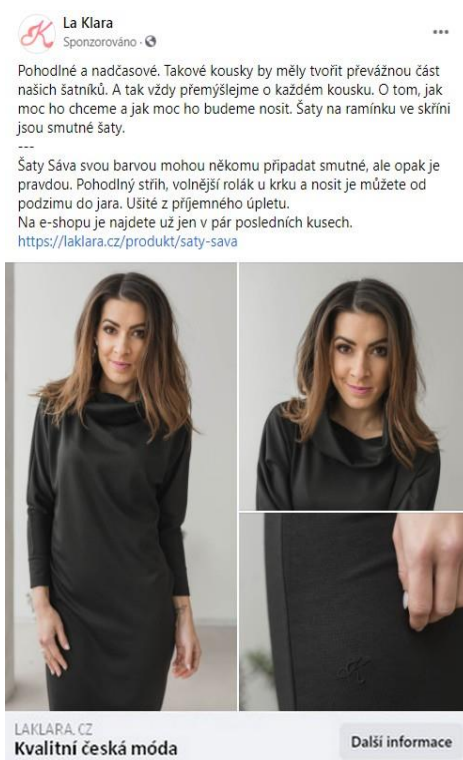 La Klara
Sponzorováno ·
Pohodlné a nadčasové. Takové kousky by měly tvořit převážnou část
našich šatníků. A tak vždy přemýšlejme o každém kousku. O tom, jak
moc ho chceme a jak moc ho budeme nosit. Šaty na ramínku ve skříni
jsou smutné šaty.
---
Šaty Sáva svou barvou mohou někomu připadat smutné, ale opak je
pravdou. Pohodlný střih, volnější rolák u krku a nosit je můžete od
podzimu do jara. Ušité z příjemného úpletu.
Na e-shopu je najdete už jen v pár posledních kusech.
https://laklara.cz/produkt/saty-sava
LAKLARA.CZ
Kvalitní česká móda
Další informace